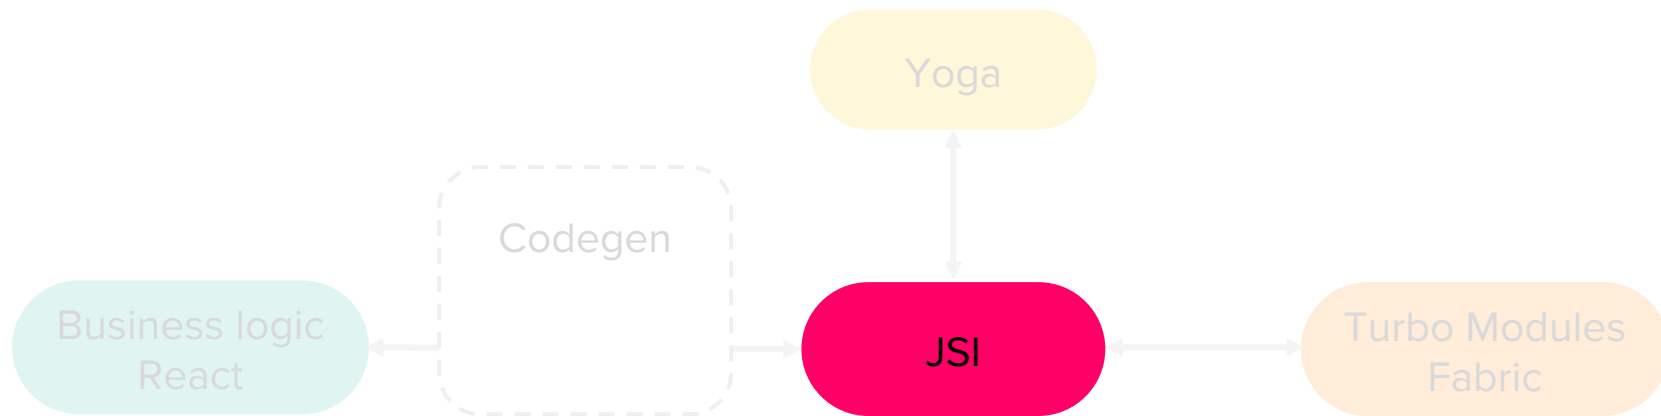 Yoga
Codegen
Business logic
React
JSI
Turbo Modules
Fabric